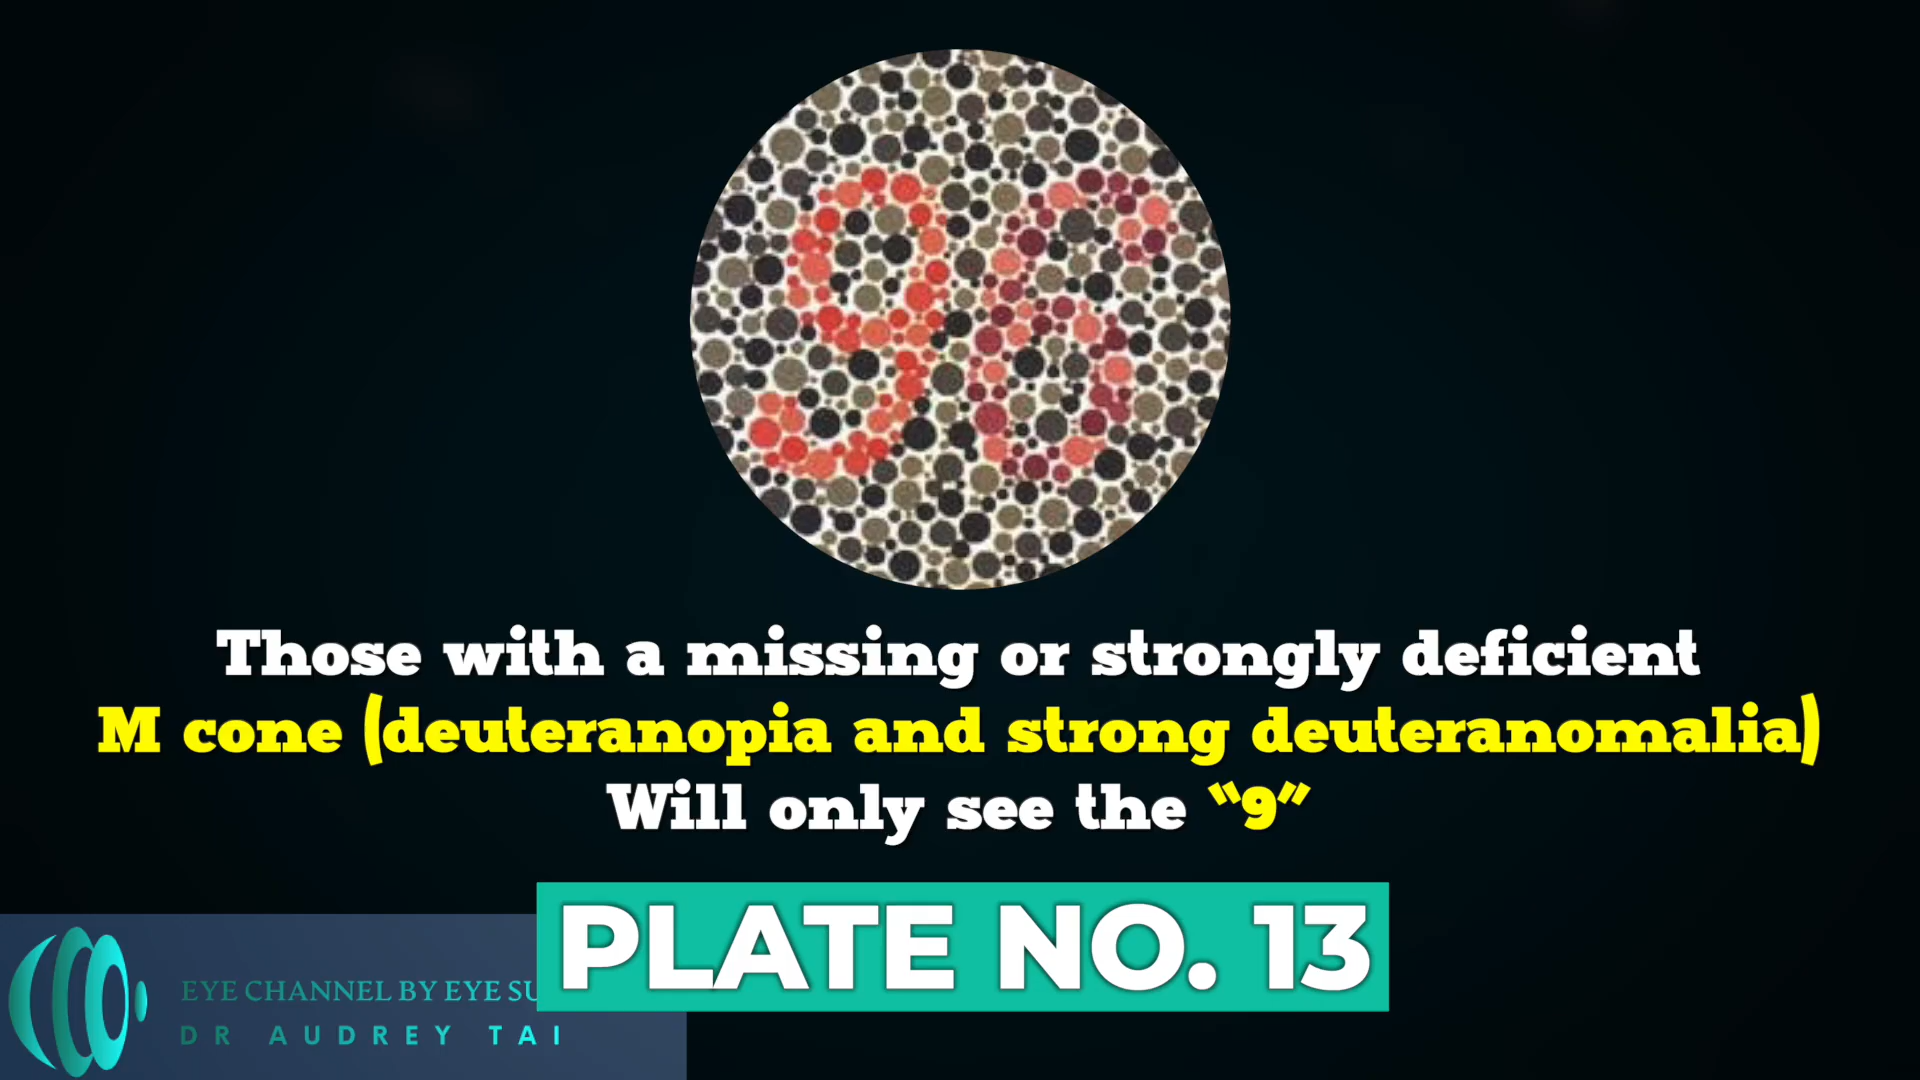 96
Those with a missing or strongly deficient
M cone (deuteranopia and strong deuteranomalia)
Will only see the "9"
PLATE NO. 13
EYE CHANNEL BY EYE
DR AUDREY TAI